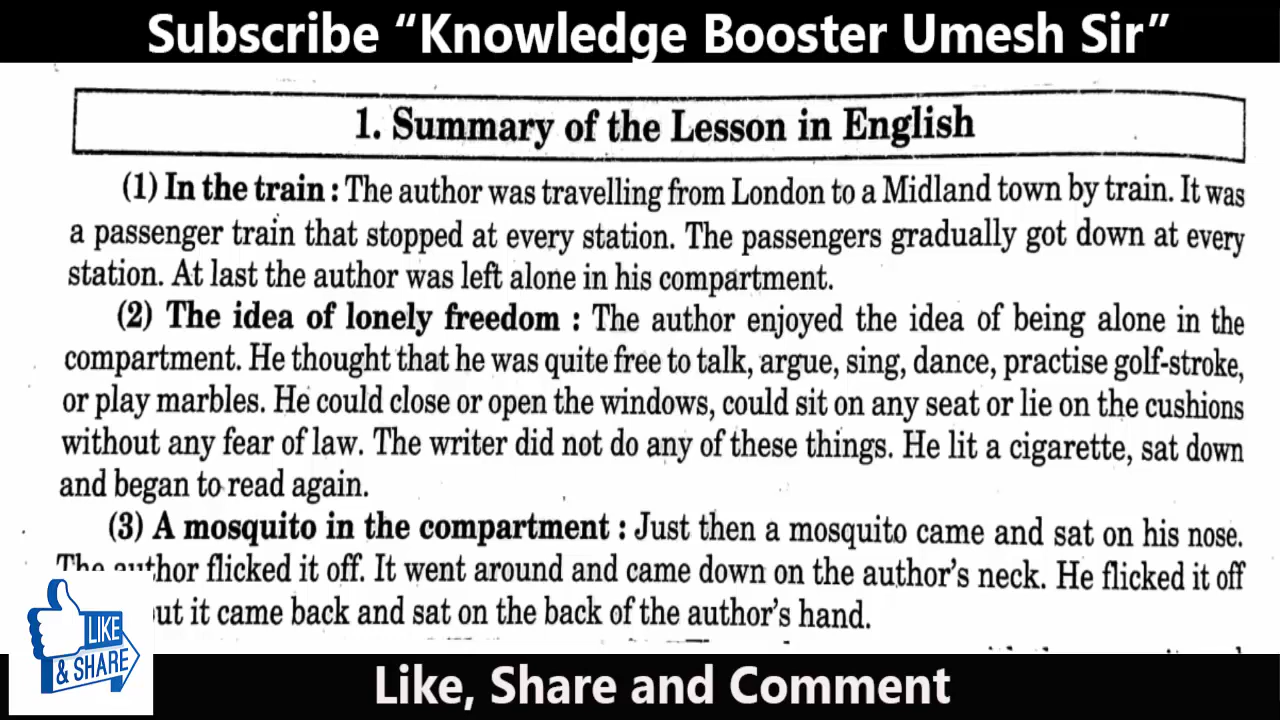 Subscribe “Knowledge Booster Umesh Sir”
1. Summary of the Lesson in English
(1) In the train : The author was travelling from London to a Midland town by train. It was
a passenger train that stopped at every station. The passengers gradually got down at every
station. At last the author was left alone in his compartment.
(2) The idea of lonely freedom : The author enjoyed the idea of being alone in the
compartment. He thought that he was quite free to talk, argue, sing, dance, practise golf-stroke,
or play marbles. He could close or open the windows, could sit on any seat or lie on the cushions
without any fear of law. The writer did not do any of these things. He lit a cigarette, sat down
and began to read again.
(3) A mosquito in the compartment : Just then a mosquito came and sat on his nose.
The author flicked it off. It went around and came down on the author’s neck. He flicked it off
it came back and sat on the back of the author’s hand.
LIKE
& SHARE
Like, Share and Comment